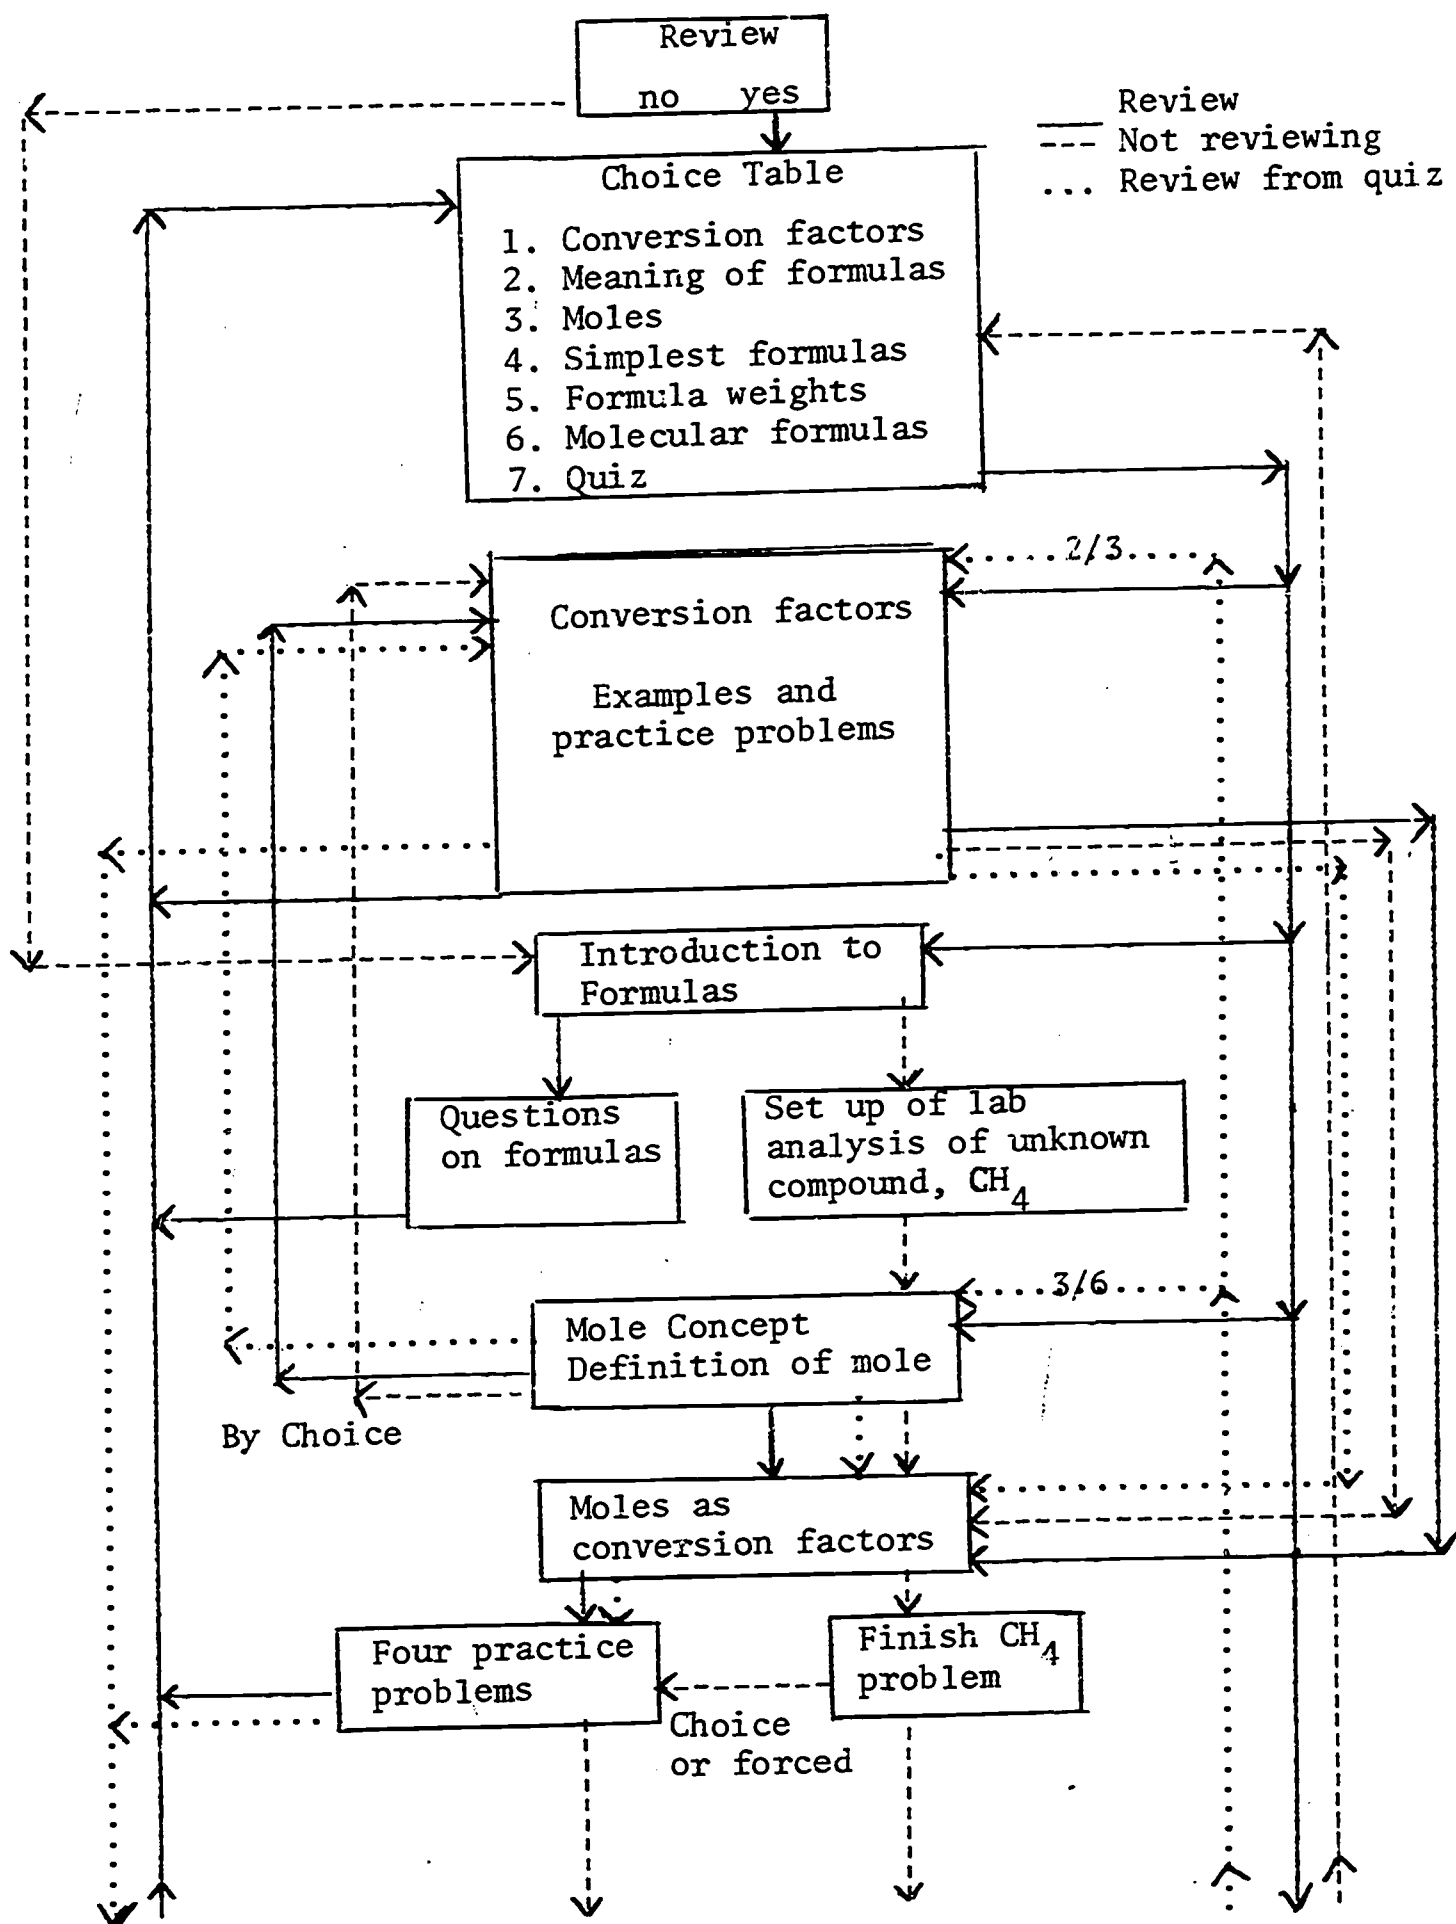 Review
no yes
Review
Not reviewing
Review from quiz
Choice Table
1. Conversion factors
2. Meaning of formulas
3. Moles
4. Simplest formulas
5. Formula weights
6. Molecular formulas
7. Quiz
2/3
Conversion factors
Examples and
practice problems
Introduction to
Formulas
Questions
on formulas
Set up of lab
analysis of unknown
compound, CH4
3/6
Mole Concept
Definition of mole
By Choice
Moles as
conversion factors
Four practice
problems
Finish CH4
problem
Choice
or forced